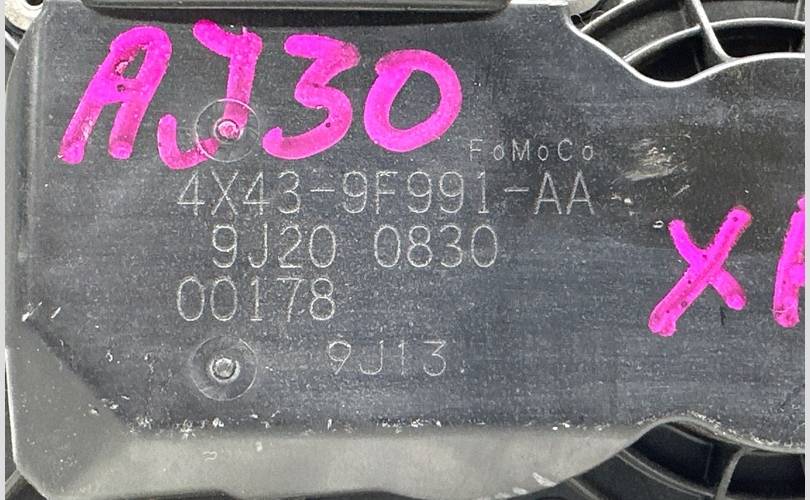 AJ30
FoMoCo
4X43-9F991-AA
9J20 0830
00178
9J13
X